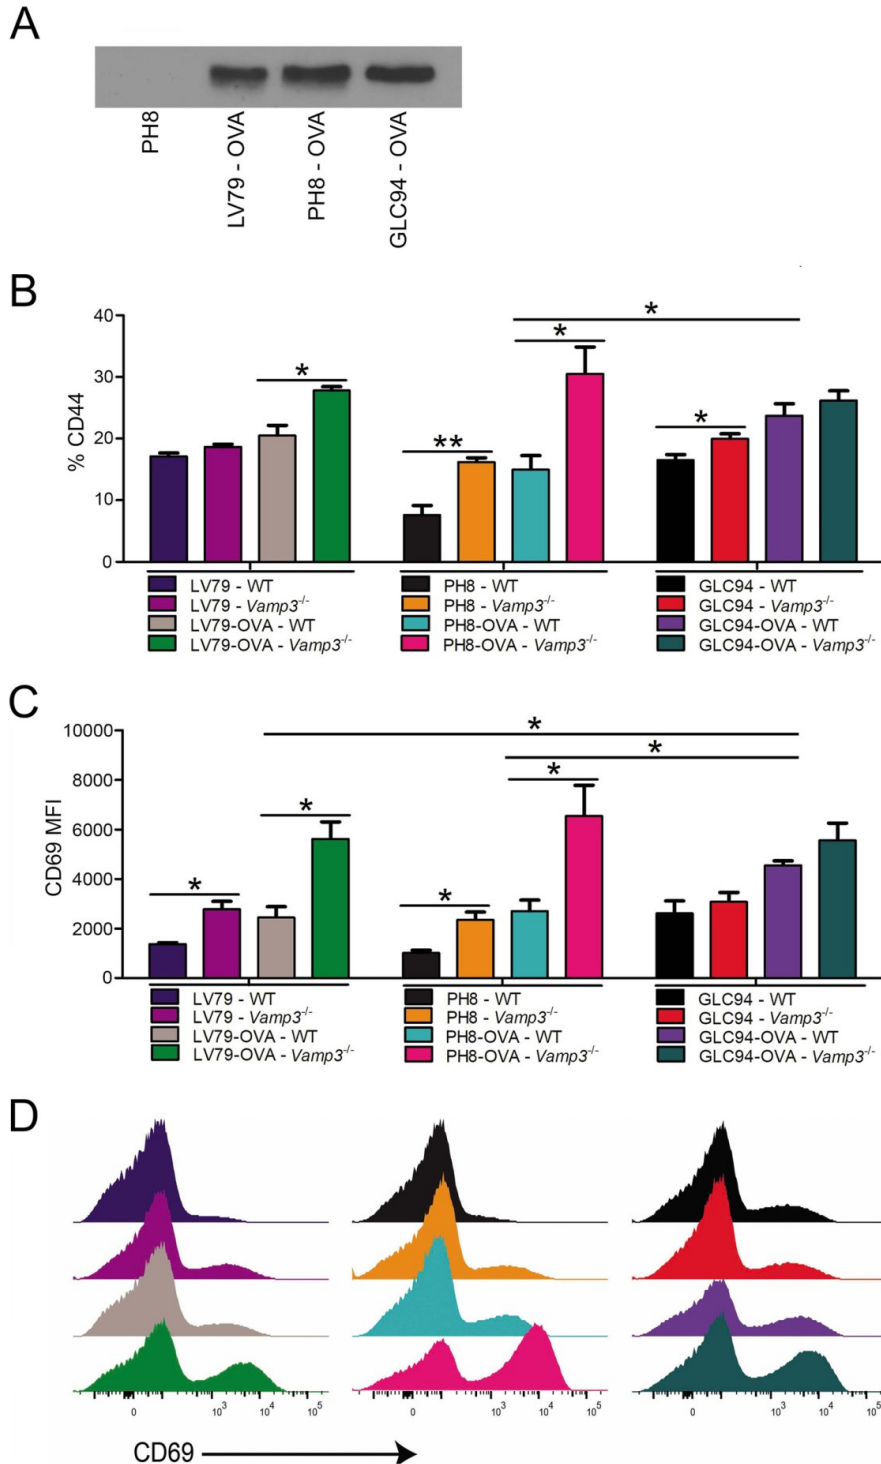 A
PH8
LV79 - OVA
PH8 - OVA
GLC94 - OVA
B
% CD44
40
30
20
10
0
*
**
*
*
*
LV79 - WT
LV79 - Vamp3-/-
LV79-OVA - WT
LV79-OVA - Vamp3-/-
PH8 - WT
PH8 - Vamp3-/-
PH8-OVA - WT
PH8-OVA - Vamp3-/-
GLC94 - WT
GLC94 - Vamp3-/-
GLC94-OVA - WT
GLC94-OVA - Vamp3-/-
C
CD69 MFI
10000
8000
6000
4000
2000
0
*
*
*
*
*
*
LV79 - WT
LV79 - Vamp3-/-
LV79-OVA - WT
LV79-OVA - Vamp3-/-
PH8 - WT
PH8 - Vamp3-/-
PH8-OVA - WT
PH8-OVA - Vamp3-/-
GLC94 - WT
GLC94 - Vamp3-/-
GLC94-OVA - WT
GLC94-OVA - Vamp3-/-
D
0 10³ 10⁴ 10⁵
0 10³ 10⁴ 10⁵
0 10³ 10⁴ 10⁵
CD69